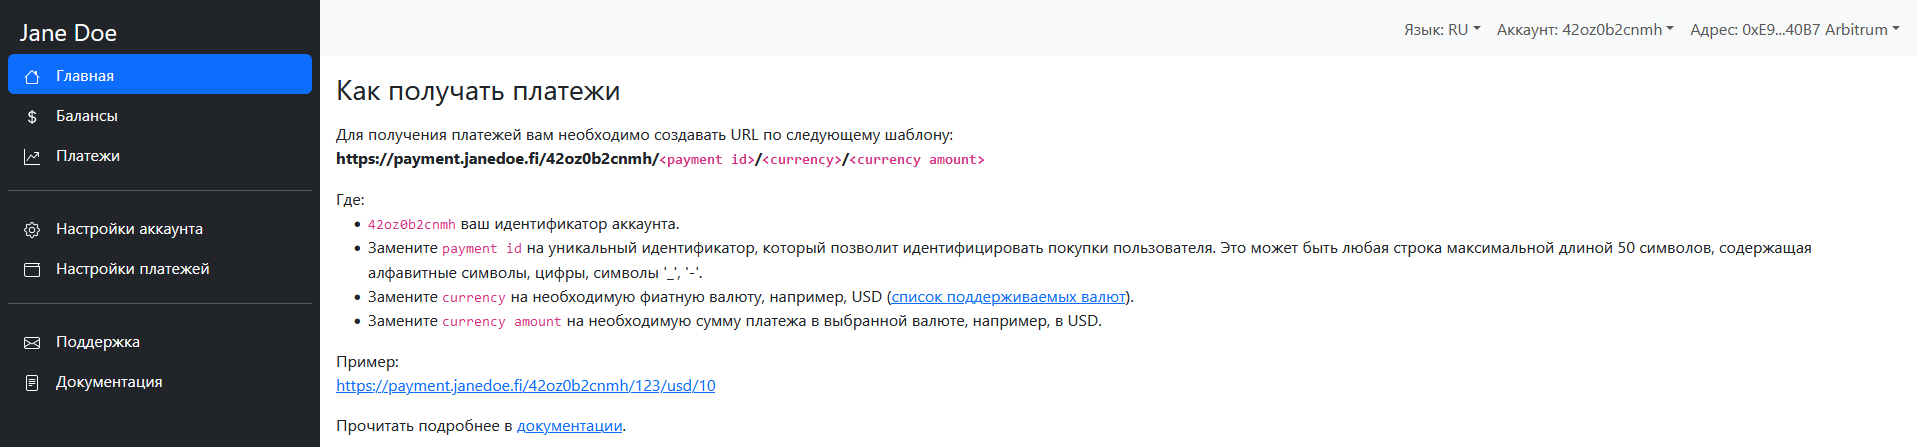 Jane Doe
Главная
Балансы
Платежи
Настройки аккаунта
Настройки платежей
Поддержка
Документация
Язык: RU
Аккаунт: 42oz0b2cnmh
Адрес: 0xE9...40B7 Arbitrum
Как получать платежи
Для получения платежей вам необходимо создавать URL по следующему шаблону:
https://payment.janedoe.fi/42oz0b2cnmh/<payment id>/<currency>/<currency amount>
Где:
• 42oz0b2cnmh ваш идентификатор аккаунта.
• Замените payment id на уникальный идентификатор, который позволит идентифицировать покупки пользователя. Это может быть любая строка максимальной длиной 50 символов, содержащая
алфавитные символы, цифры, символы '_', '-'.
• Замените currency на необходимую фиатную валюту, например, USD (список поддерживаемых валют).
• Замените currency amount на необходимую сумму платежа в выбранной валюте, например, в USD.
Пример:
https://payment.janedoe.fi/42oz0b2cnmh/123/usd/10
Прочитать подробнее в документации.